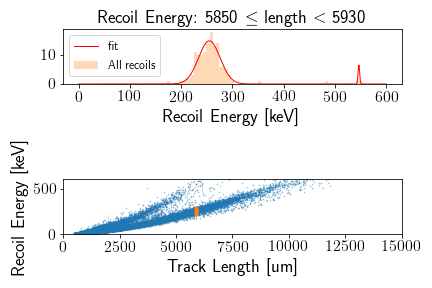 Recoil Energy: 5850 ≤ length < 5930
10
0
fit
All recoils
0 100 200 300 400 500 600
Recoil Energy [keV]
Recoil Energy [keV]
500
0
0 2500 5000 7500 10000 12500 15000
Track Length [um]